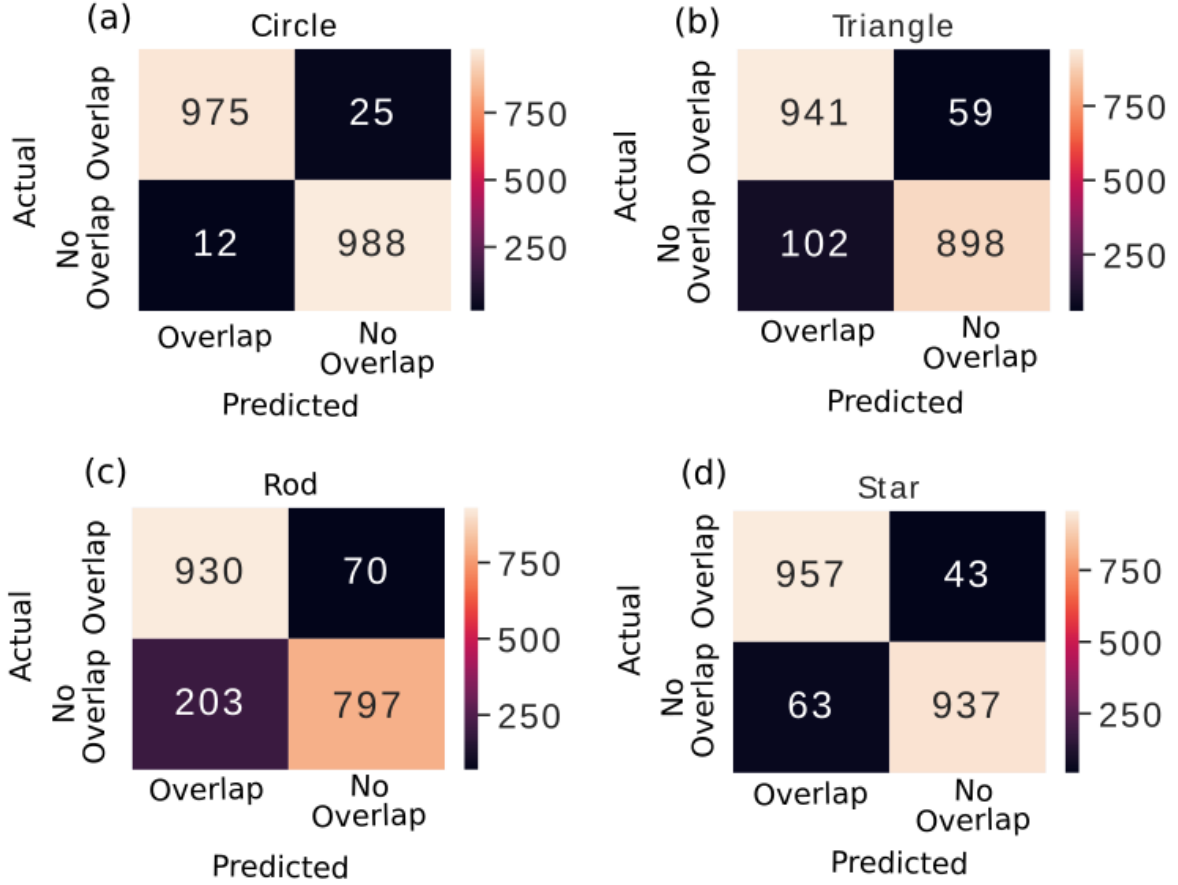 (a)
Circle
Actual
Overlap
No
Overlap
975
25
12
988
750
500
250
Overlap
No
Overlap
Predicted
(b)
Triangle
Actual
Overlap
No
Overlap
941
59
102
898
750
500
250
Overlap
No
Overlap
Predicted
(c)
Rod
Actual
Overlap
No
Overlap
930
70
203
797
750
500
250
Overlap
No
Overlap
Predicted
(d)
Star
Actual
Overlap
No
Overlap
957
43
63
937
750
500
250
Overlap
No
Overlap
Predicted